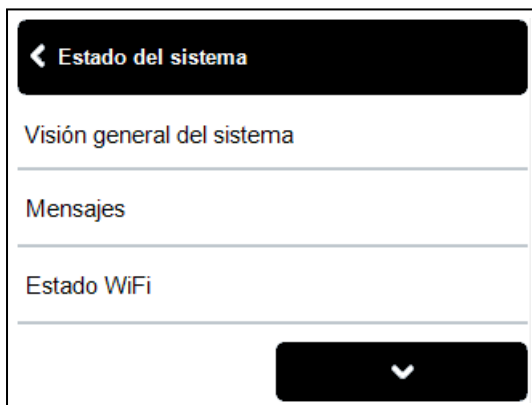 Estado del sistema
Visión general del sistema
Mensajes
Estado WiFi